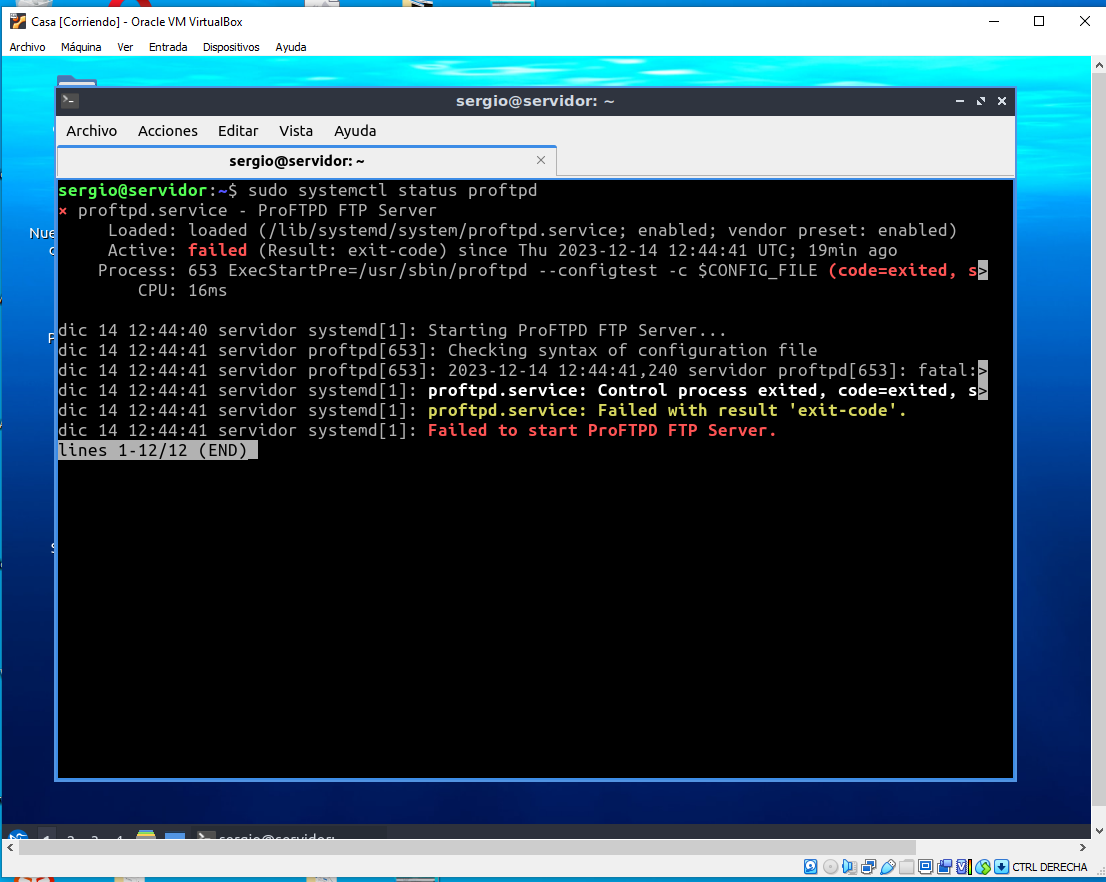 Casa [Corriendo] - Oracle VM VirtualBox
Archivo Máquina Ver Entrada Dispositivos Ayuda
sergio@servidor: ~
Archivo Acciones Editar Vista Ayuda
sergio@servidor: ~
sergio@servidor:~$ sudo systemctl status proftpd
× proftpd.service - ProFTPD FTP Server
Loaded: loaded (/lib/systemd/system/proftpd.service; enabled; vendor preset: enabled)
Active: failed (Result: exit-code) since Thu 2023-12-14 12:44:41 UTC; 19min ago
Process: 653 ExecStartPre=/usr/sbin/proftpd --configtest -c $CONFIG_FILE (code=exited, s>
CPU: 16ms
dic 14 12:44:40 servidor systemd[1]: Starting ProFTPD FTP Server...
dic 14 12:44:41 servidor proftpd[653]: Checking syntax of configuration file
dic 14 12:44:41 servidor proftpd[653]: 2023-12-14 12:44:41,240 servidor proftpd[653]: fatal:>
dic 14 12:44:41 servidor systemd[1]: proftpd.service: Control process exited, code=exited, s>
dic 14 12:44:41 servidor systemd[1]: proftpd.service: Failed with result 'exit-code'.
dic 14 12:44:41 servidor systemd[1]: Failed to start ProFTPD FTP Server.
lines 1-12/12 (END)
Nue
sergio@servidor:
CTRL DERECHA